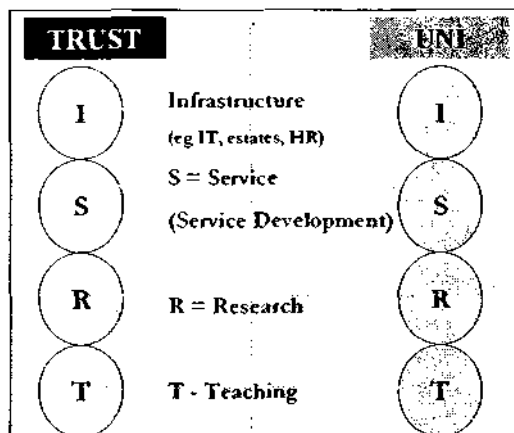 TRUST UNI
I Infrastructure I
(eg IT, estates, HR)
S S = Service S
(Service Development)
R R = Research R
T T - Teaching T